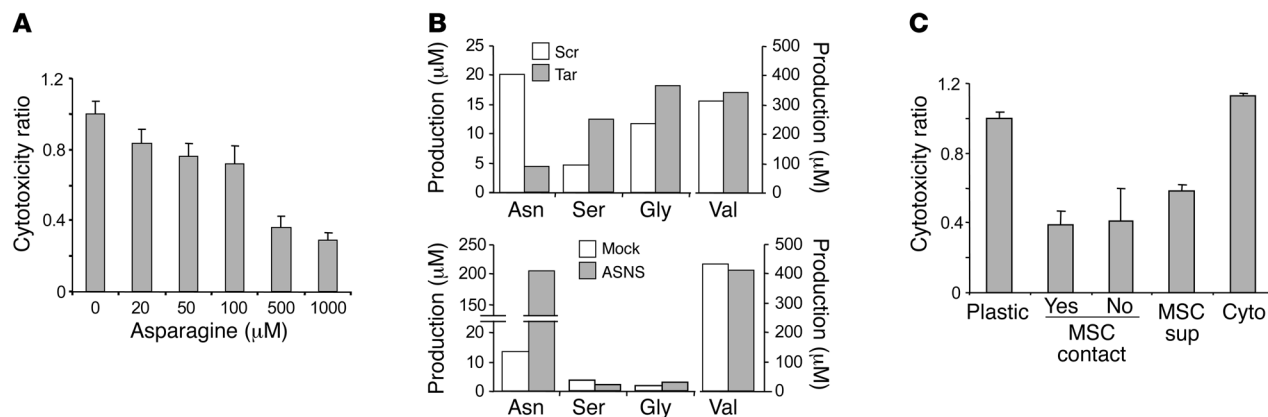 A
Cytotoxicity ratio
1.2
0.8
0.4
0
0 20 50 100 500 1000
Asparagine (μM)
B
Production (μM)
25
20
15
10
5
0
Scr
Tar
500
400
300
200
100
0
Production (μM)
Asn Ser Gly Val
Production (μM)
250
200
150
100
20
10
0
Mock
ASNS
500
400
300
200
100
0
Production (μM)
Asn Ser Gly Val
C
Cytotoxicity ratio
1.2
0.8
0.4
0
Plastic Yes No MSC sup Cyto
MSC contact